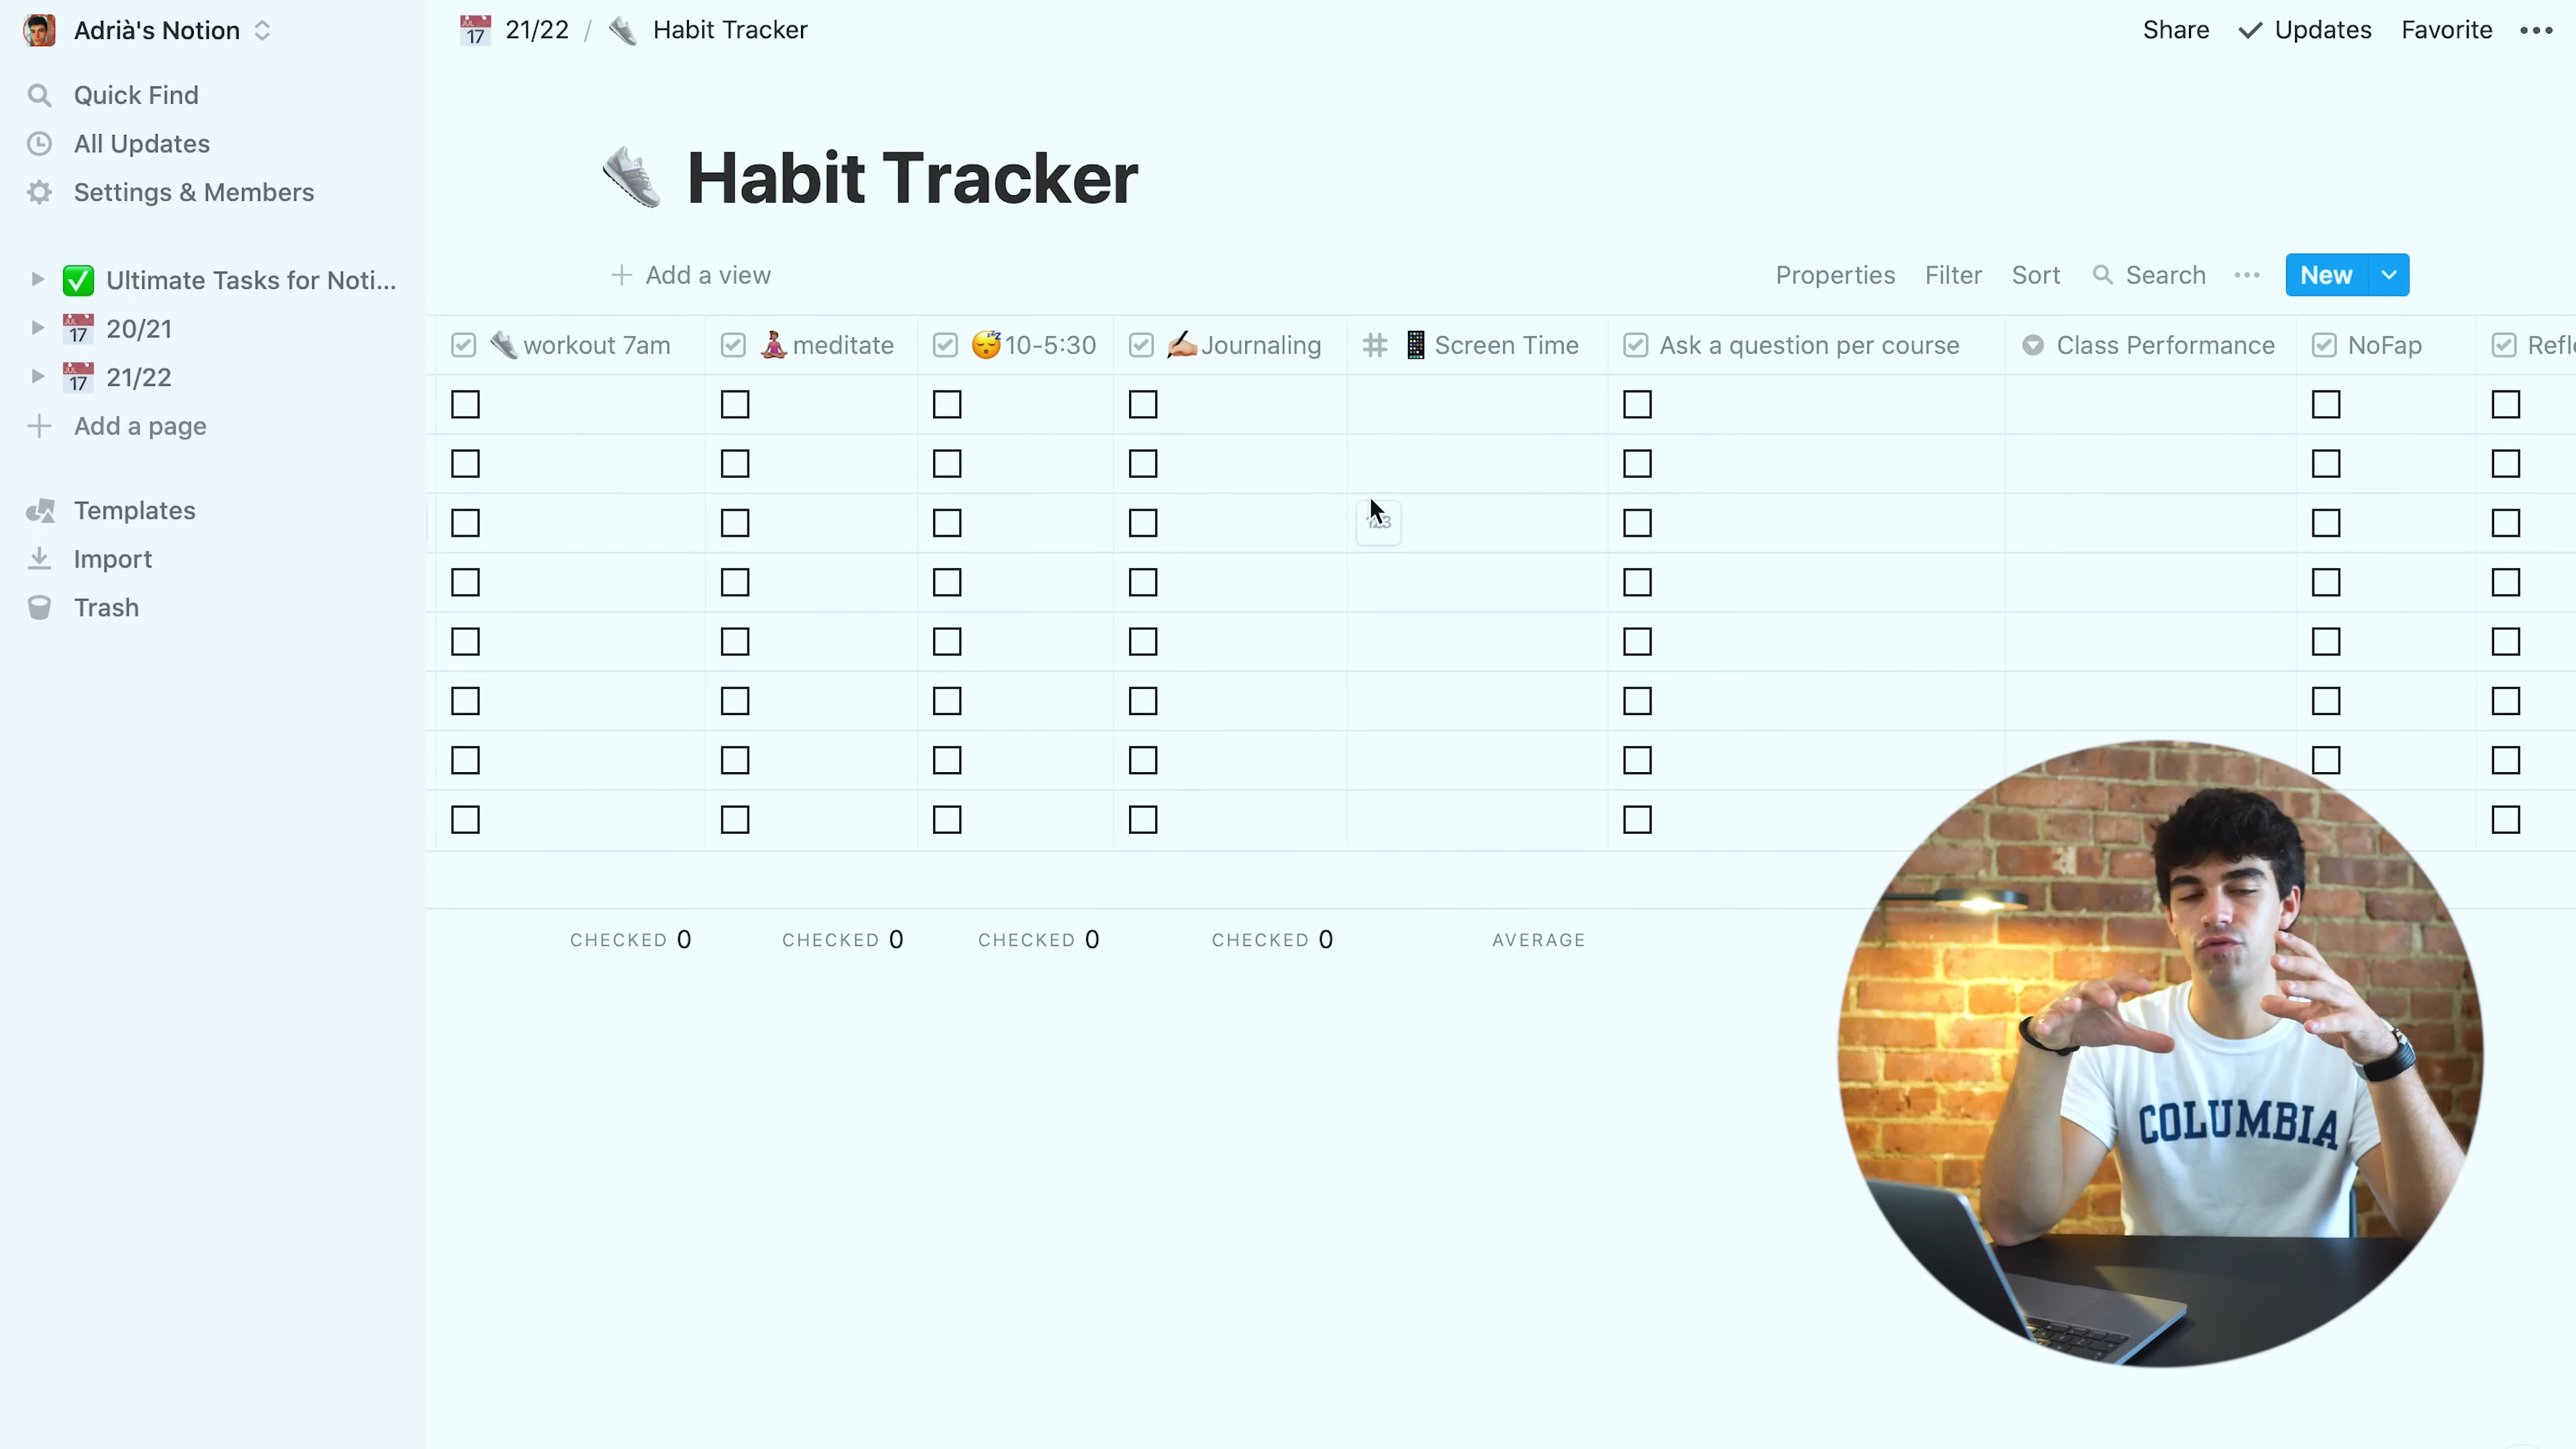 Adrià's Notion
21/22 / Habit Tracker
Share
Updates
Favorite
Quick Find
All Updates
Settings & Members
Ultimate Tasks for Noti...
20/21
21/22
Add a page
Templates
Import
Trash
Habit Tracker
Add a view
Properties
Filter
Sort
Search
New
workout 7am
meditate
10-5:30
Journaling
Screen Time
Ask a question per course
Class Performance
NoFap
Refl
123
CHECKED 0
CHECKED 0
CHECKED 0
CHECKED 0
AVERAGE
COLUMBIA